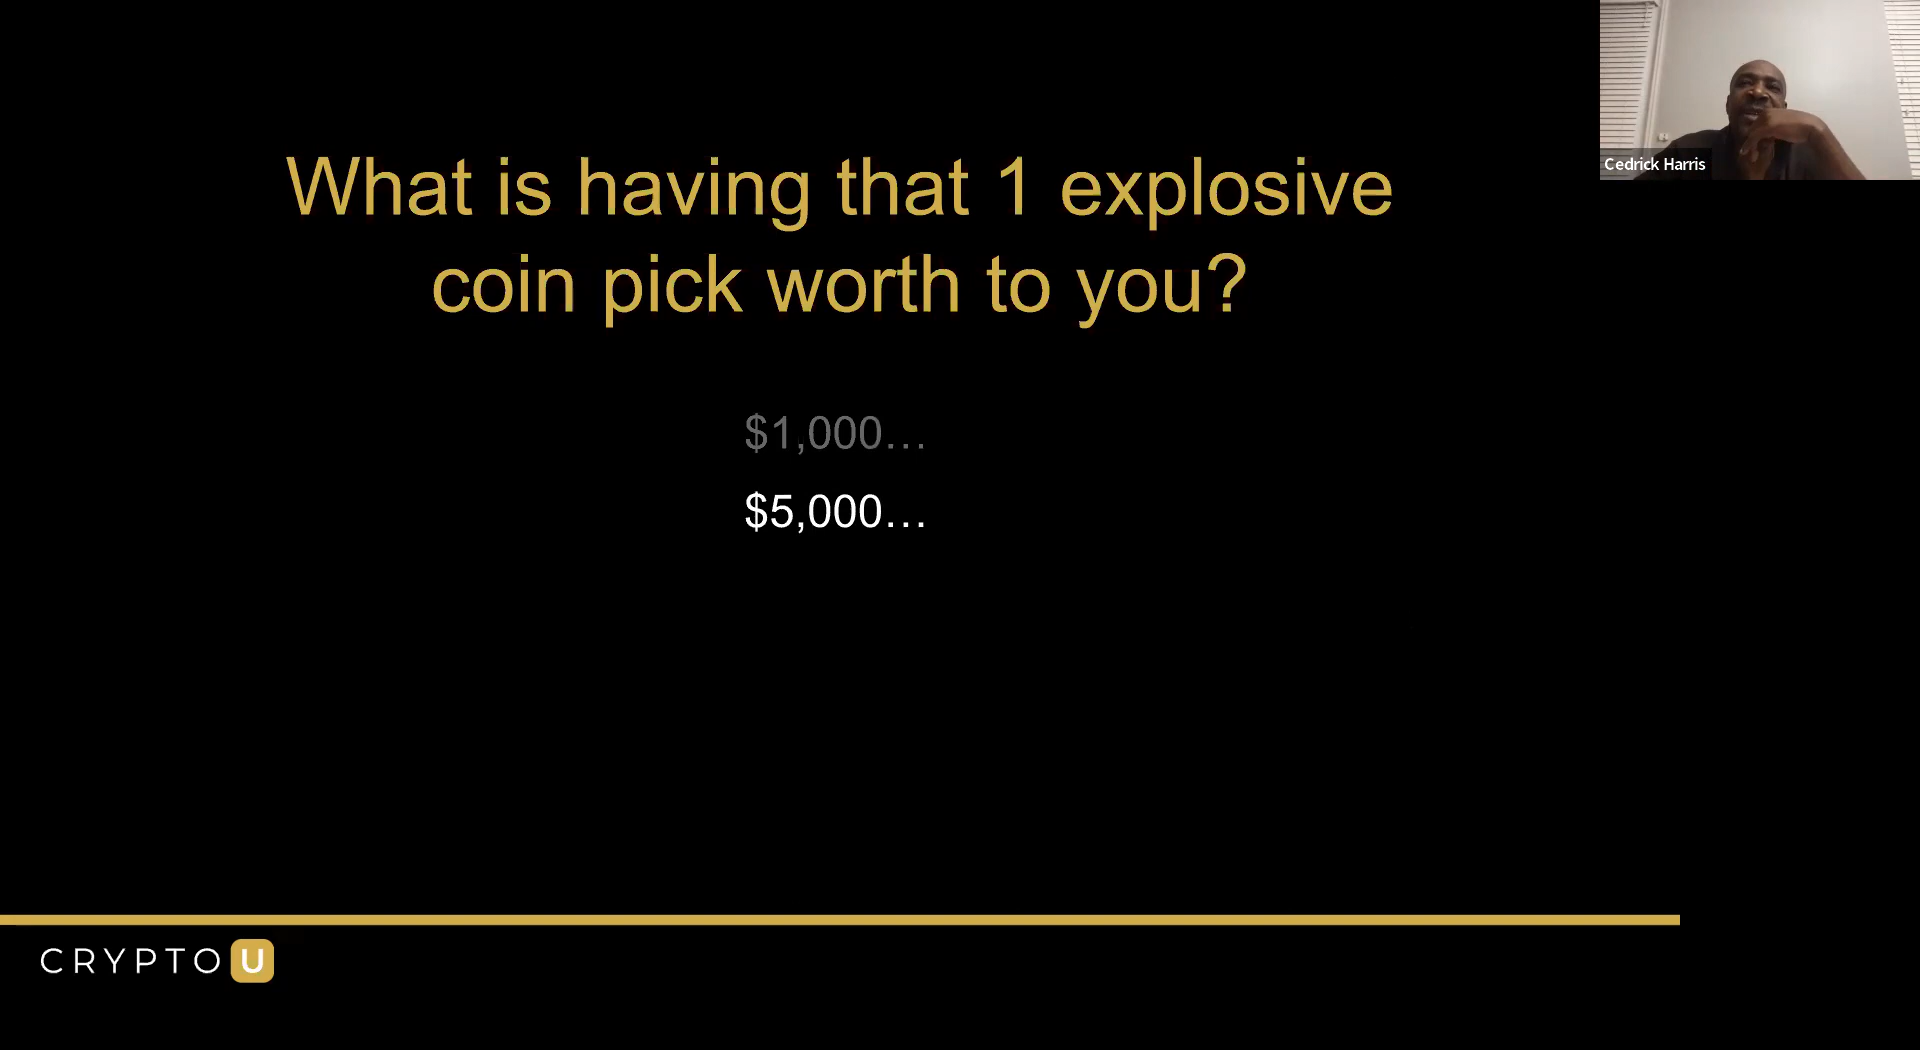 What is having that 1 explosive
coin pick worth to you?
$1,000…
$5,000…
Cedrick Harris
CRYPTO U